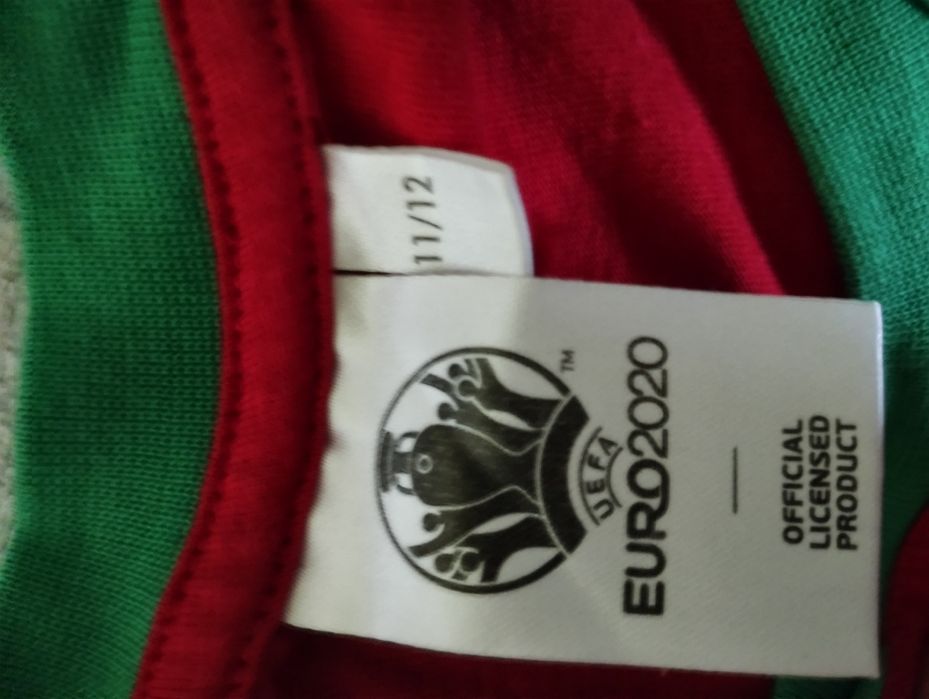 11/12
TM
UEFA
EURO2020
OFFICIAL
LICENSED
PRODUCT